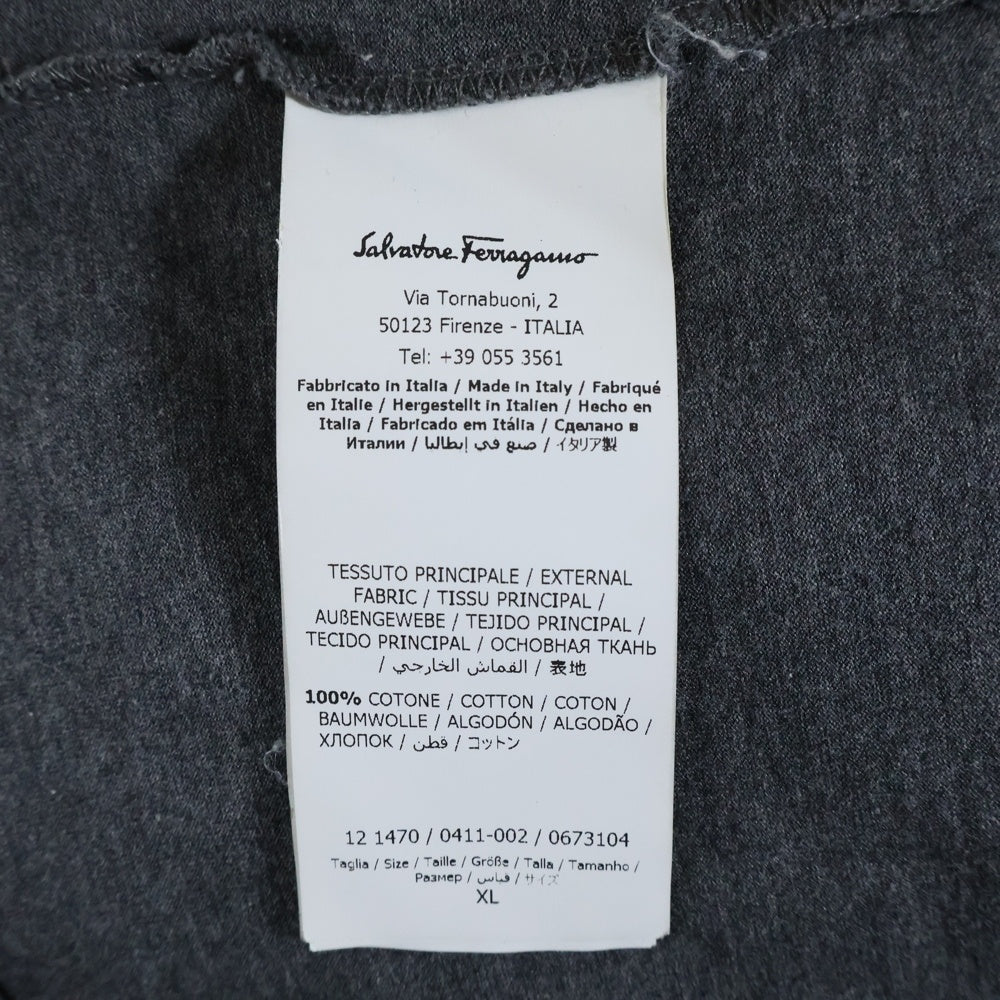 Salvatore Ferragamo
Via Tornabuoni, 2
50123 Firenze - ITALIA
Tel: +39 055 3561
Fabbricato in Italia / Made in Italy / Fabriqué
en Italie / Hergestellt in Italien / Hecho en
Italia / Fabricado em Itália / Сделано в
Италии / صنع في إيطاليا / イタリア製
TESSUTO PRINCIPALE / EXTERNAL
FABRIC / TISSU PRINCIPAL /
AUßENGEWEBE / TEJIDO PRINCIPAL /
TECIDO PRINCIPAL / ОСНОВНАЯ ТКАНЬ
/ القماش الخارجي / 表地
100% COTONE / COTTON / COTON /
BAUMWOLLE / ALGODÓN / ALGODÃO /
ХЛОПОК / قطن / コットン
12 1470 / 0411-002 / 0673104
Taglia / Size / Taille / Größe / Talla / Tamanho /
Размер / قياس / サイズ
XL